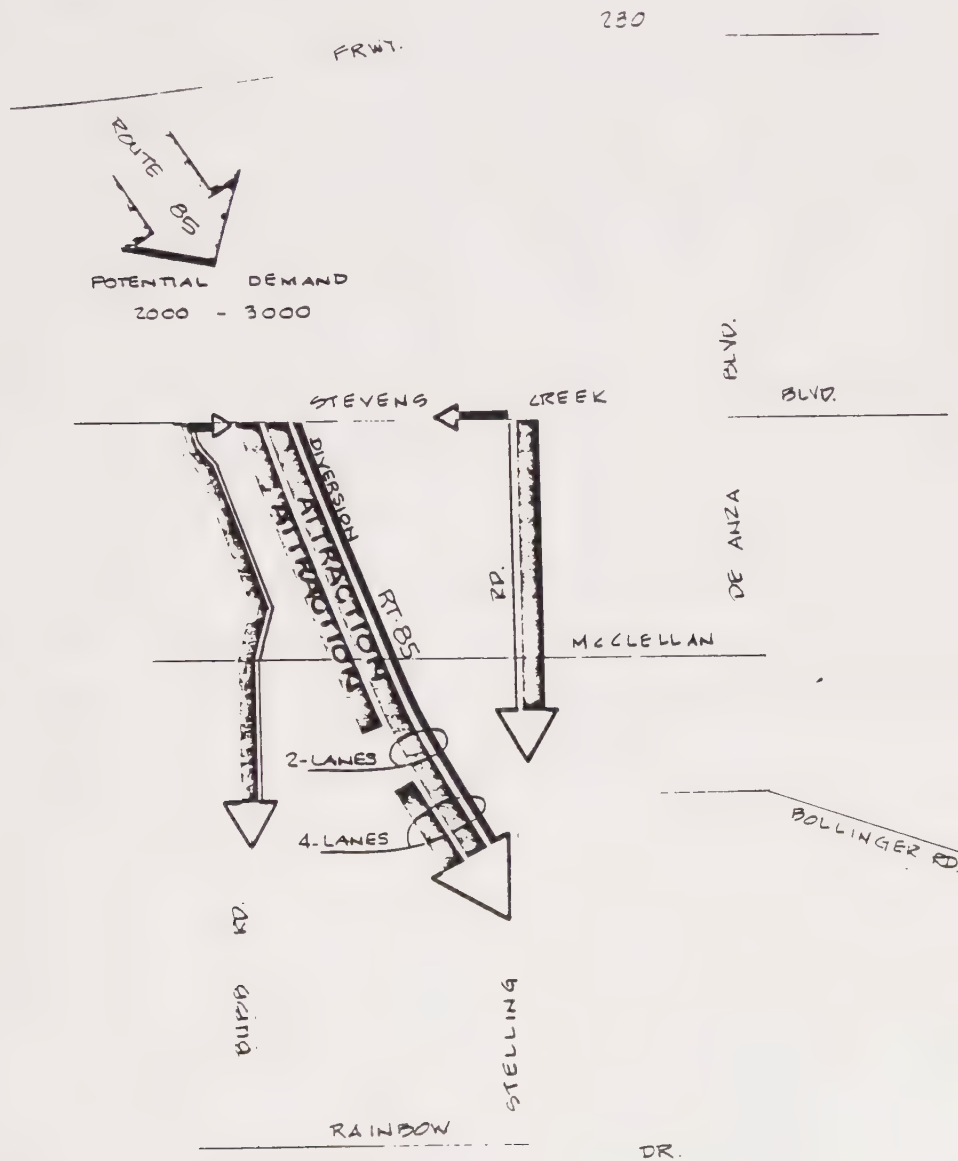 230
FRWY.
ROUTE
85
POTENTIAL DEMAND
2000 - 3000
STEVENS CREEK BLVD.
DIVERSION
ATTRACTION
ATTRACTION
RT. 85
RD.
DE ANZA BLVD.
MCCLELLAN
2-LANES
4-LANES
BOLLINGER RD.
BUBB RD.
STELLING
RAINBOW DR.